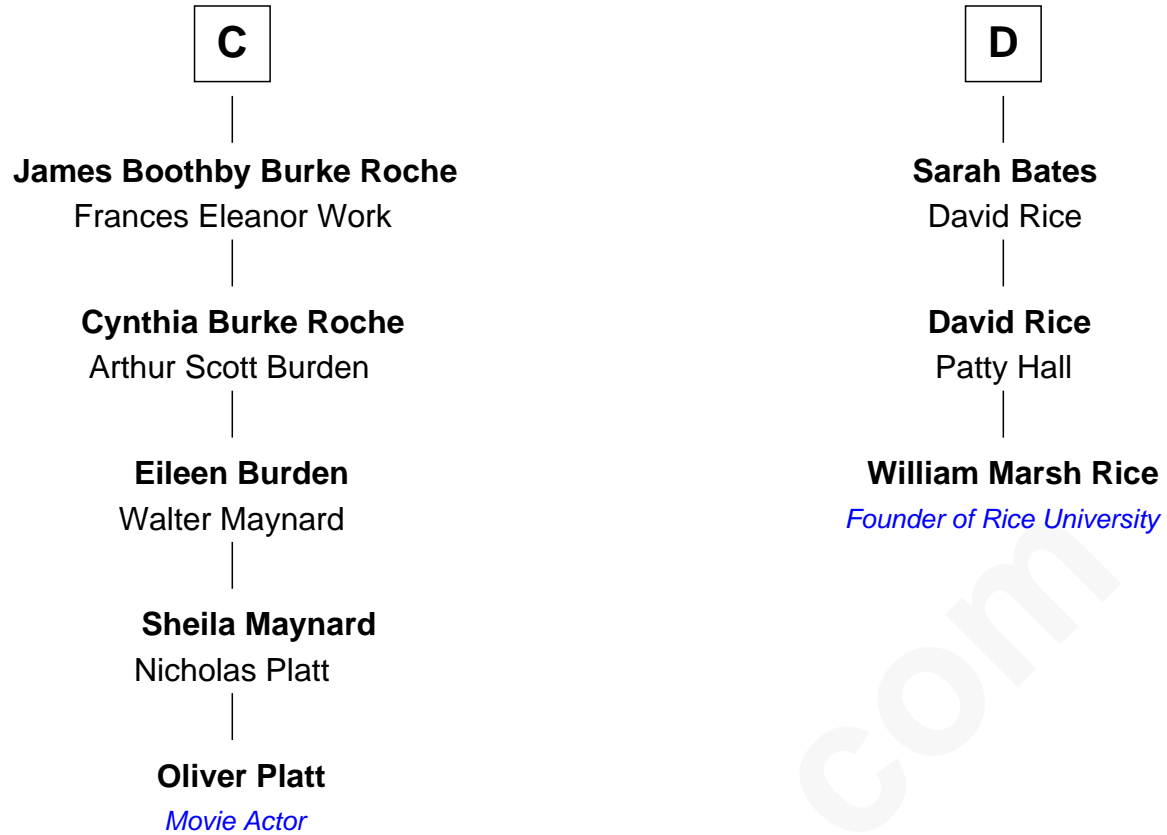 C
James Boothby Burke Roche
Frances Eleanor Work
Cynthia Burke Roche
Arthur Scott Burden
Eileen Burden
Walter Maynard
Sheila Maynard
Nicholas Platt
Oliver Platt
Movie Actor
D
Sarah Bates
David Rice
David Rice
Patty Hall
William Marsh Rice
Founder of Rice University
com